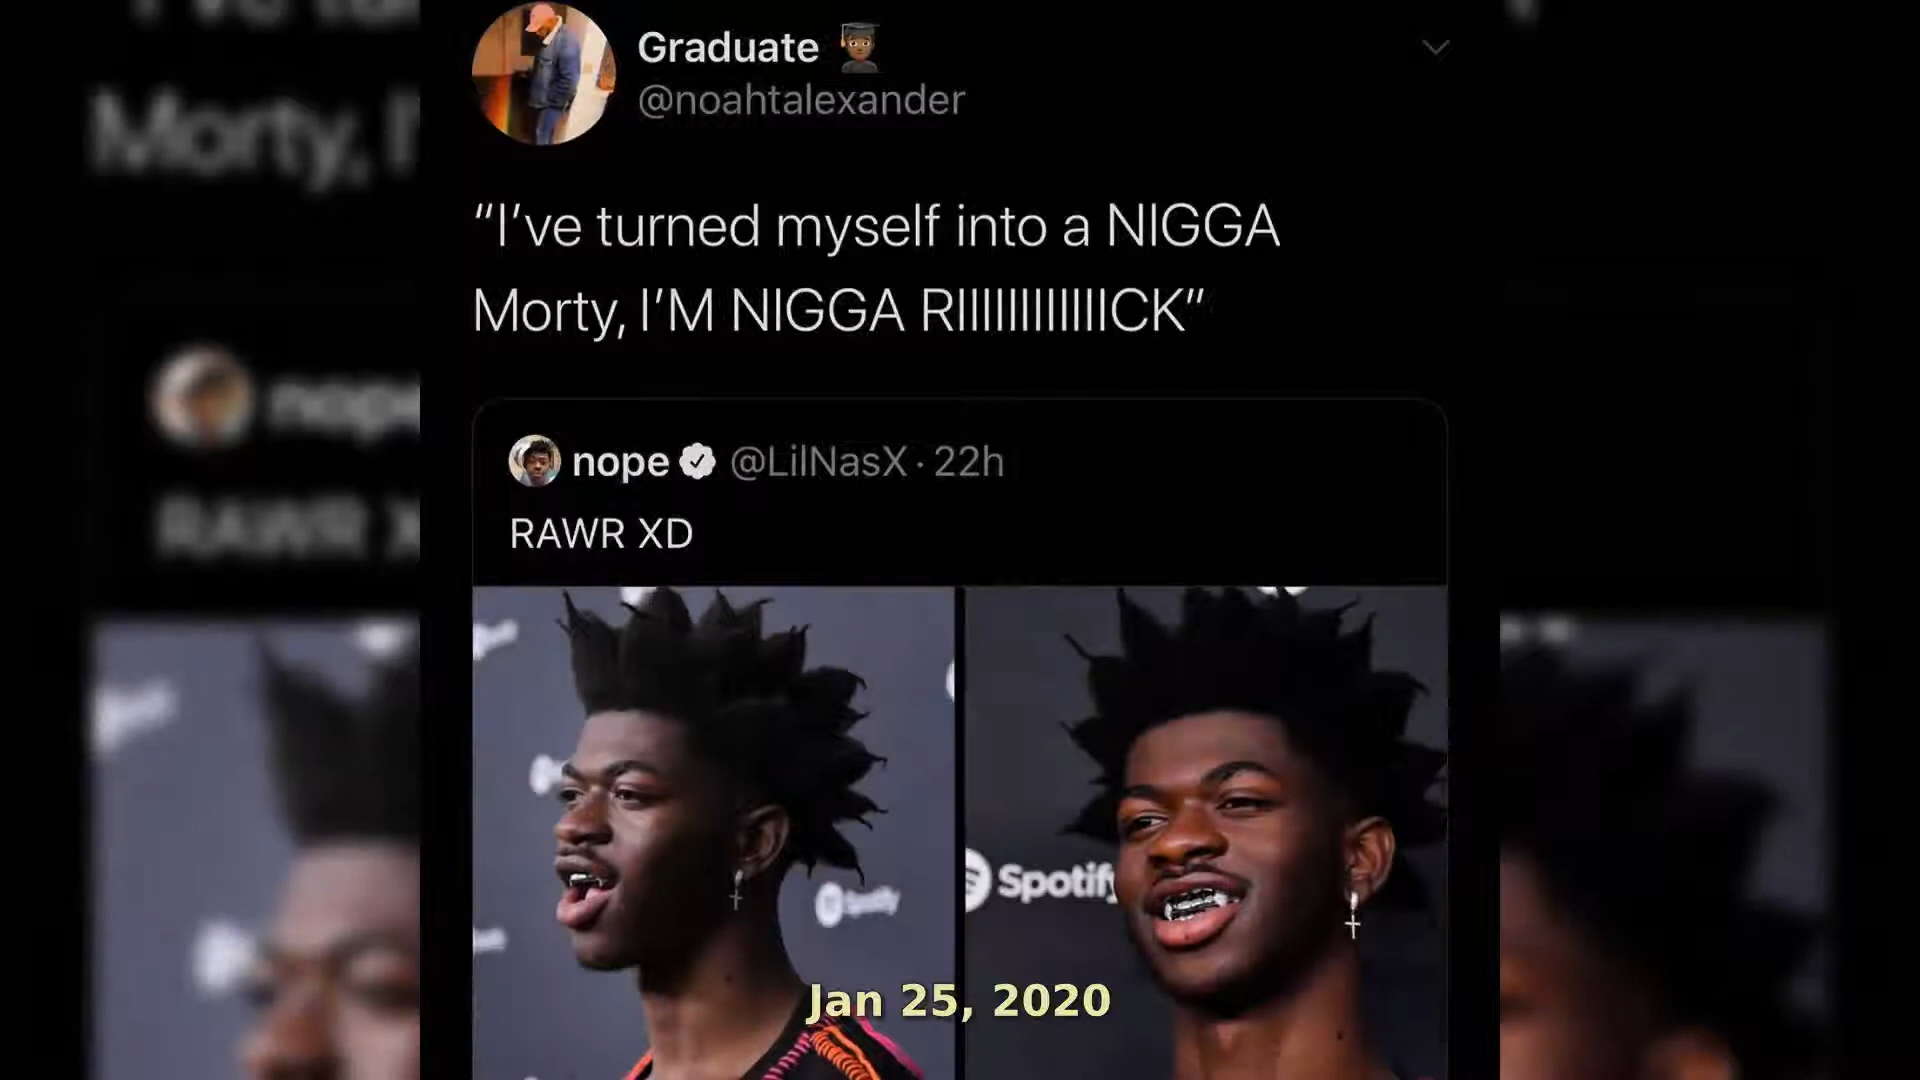 Graduate 👨🏾‍🎓
@noahtalexander
“I’ve turned myself into a NIGGA
Morty, I’M NIGGA RIIIIIIIIIIIICK”
nope @LilNasX · 22h
RAWR XD
Spotify
Spotify
Jan 25, 2020